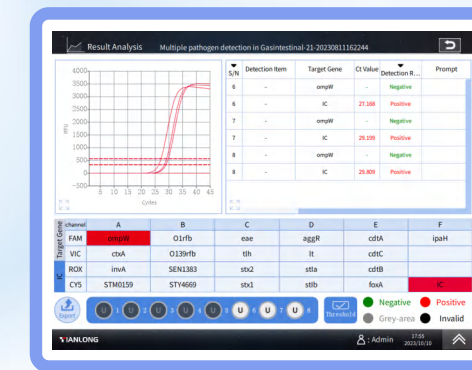 Result Analysis Multiple pathogen detection in Gasintestinal-21-20230811162244
S/N Detection Item Target Gene Ct Value Detection R... Prompt
6 - ompW - Negative
6 - IC 27.168 Positive
7 - ompW - Negative
7 - IC 29.199 Positive
8 - ompW - Negative
8 - IC 29.809 Positive
4000
3500
3000
2500
2000
1500
1000
500
0
-500
RFU
5 10 15 20 25 30 35 40 45
Cycles
Target Gene
IC
channel A B C D E F
FAM ompW O1rfb eae aggR cdtA ipaH
VIC ctxA O139rfb tlh lt cdtC
ROX invA SEN1383 stx2 stIa cdtB
CY5 STM0159 STY4669 stx1 stIb foxA IC
Export
U 1 U 2 U 3 U 4 U 5 U 6 U 7 U 8
Threshold
Negative Positive
Grey-area Invalid
TIANLONG
: Admin
17:55
2023/10/10